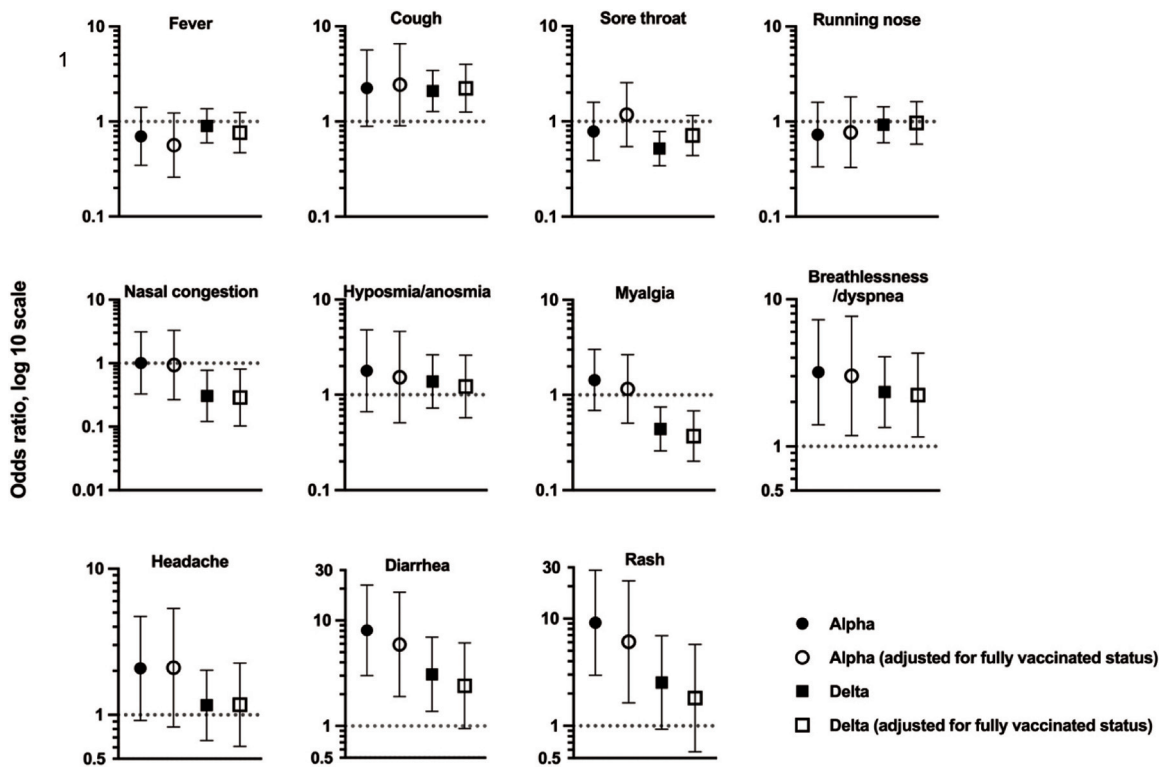 Fever
10
1
0.1
Cough
10
1
0.1
Sore throat
10
1
0.1
Running nose
10
1
0.1
1
Odds ratio, log 10 scale
Nasal congestion
10
1
0.1
0.01
Hyposmia/anosmia
10
1
0.1
Myalgia
10
1
0.1
Breathlessness
/dyspnea
10
1
0.5
Headache
10
1
0.5
Diarrhea
30
10
1
0.5
Rash
30
10
1
0.5
Alpha
Alpha (adjusted for fully vaccinated status)
Delta
Delta (adjusted for fully vaccinated status)